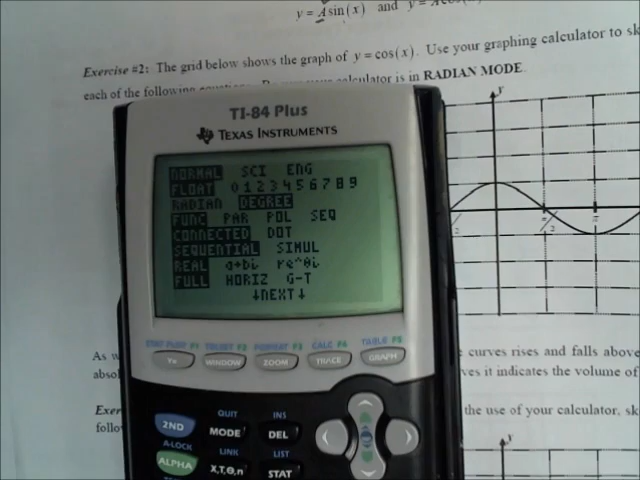 y = A sin(x) and y =
Exercise #2: The grid below shows the graph of y = cos(x). Use your graphing calculator to sk
each of the following calculator is in RADIAN MODE.
y
TI-84 Plus
TEXAS INSTRUMENTS
NORMAL SCI ENG
FLOAT 0 1 2 3 4 5 6 7 8 9
RADIAN DEGREE
FUNC PAR POL SEQ
CONNECTED DOT
SEQUENTIAL SIMUL
REAL a+bi re^θi
FULL HORIZ G-T
↓NEXT↓
STAT PLOT F1 TBLSET F2 FORMAT F3 CALC F4 TABLE F5
Y= WINDOW ZOOM TRACE GRAPH
As w
curves rises and falls above
absol
ves it indicates the volume of
Exer
the use of your calculator, sk
follow
QUIT INS
2ND MODE DEL
A-LOCK LINK LIST
ALPHA X,T,Θ,n STAT
y